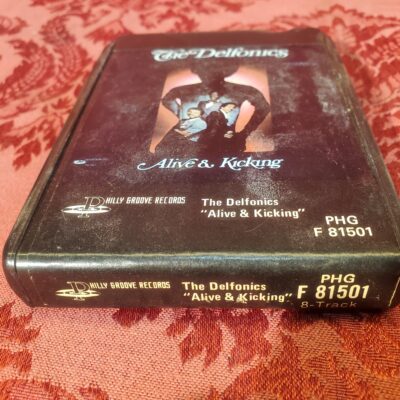 The Delfonics
Alive & Kicking
PHILLY GROOVE RECORDS
The Delfonics
"Alive & Kicking"
PHG
F 81501
PHILLY GROOVE RECORDS
The Delfonics
"Alive & Kicking"
PHG
F 81501
8-Track